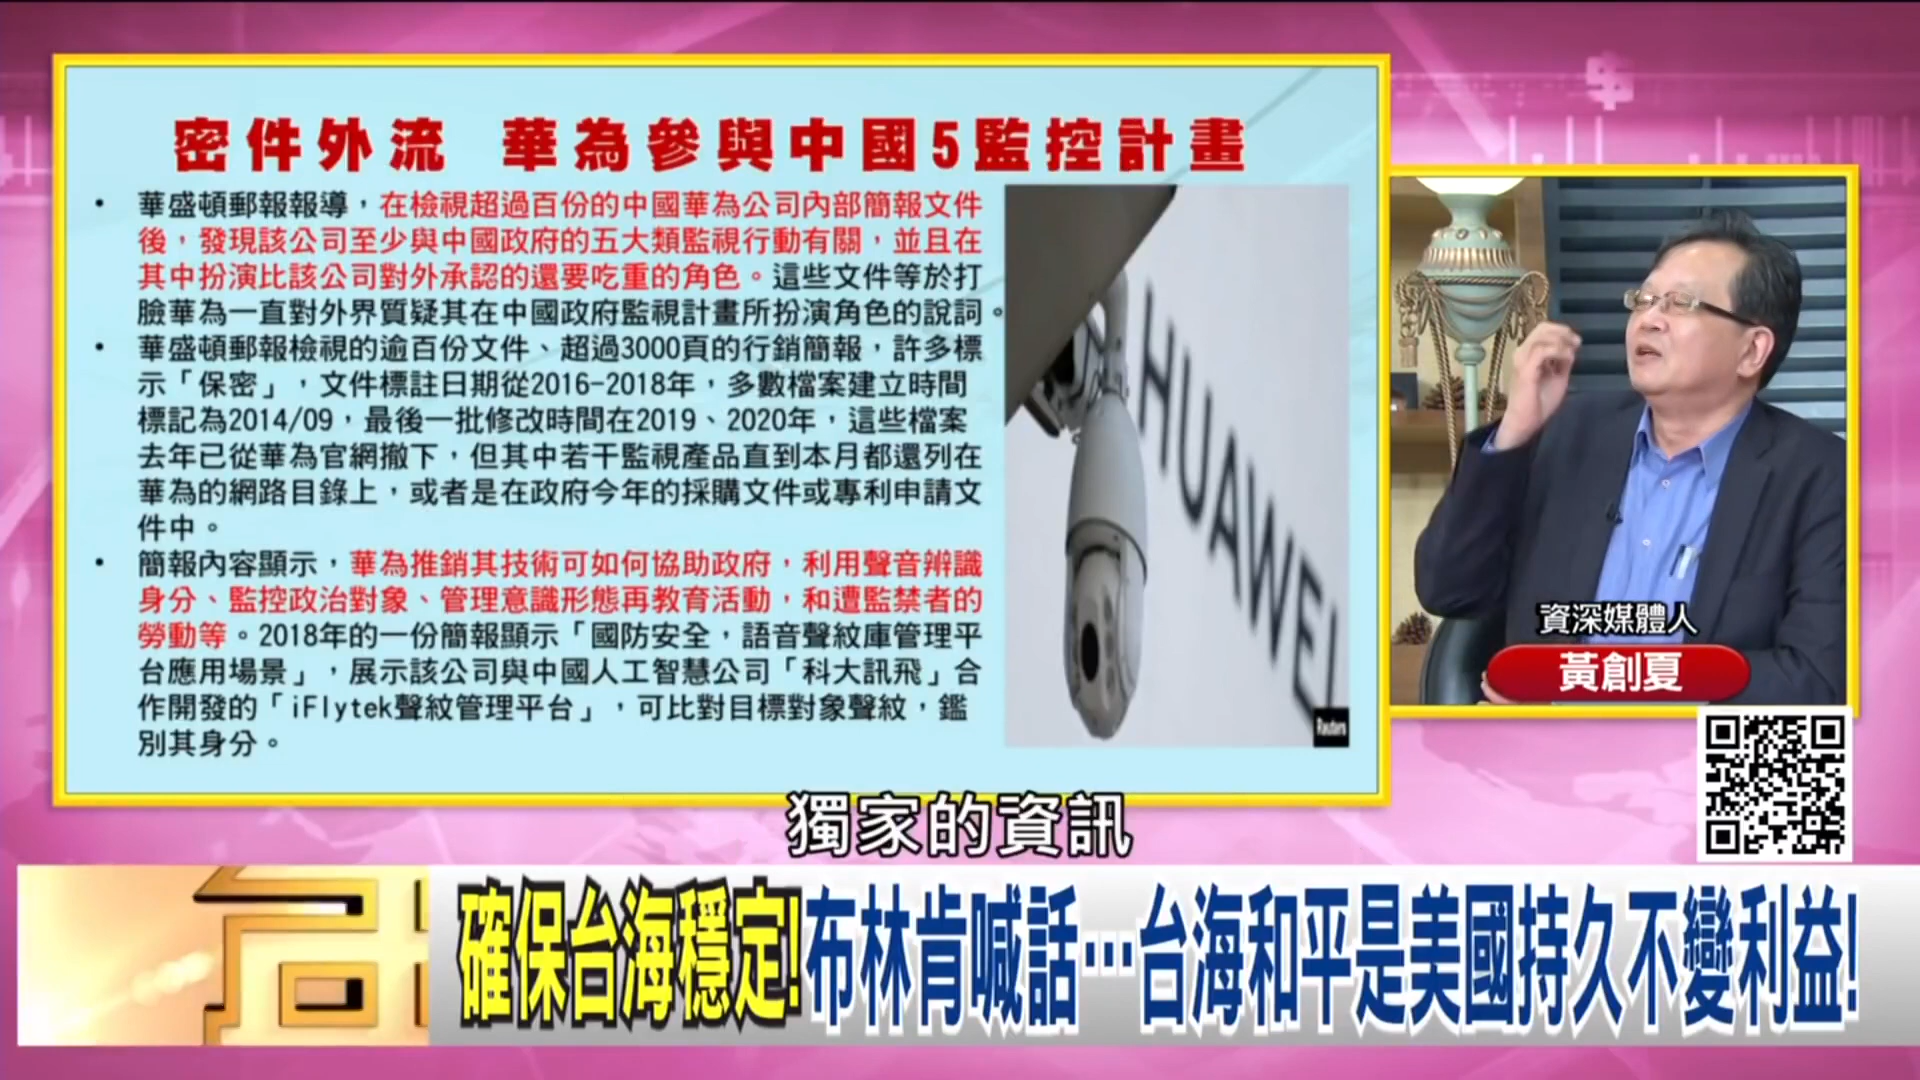 密件外流 華為參與中國5監控計畫
• 華盛頓郵報報導，在檢視超過百份的中國華為公司內部簡報文件
後，發現該公司至少與中國政府的五大類監視行動有關，並且在
其中扮演比該公司對外承認的還要吃重的角色。這些文件等於打
臉華為一直對外界質疑其在中國政府監視計畫所扮演角色的說詞。
• 華盛頓郵報檢視的逾百份文件、超過3000頁的行銷簡報，許多標
示「保密」，文件標註日期從2016-2018年，多數檔案建立時間
標記為2014/09，最後一批修改時間在2019、2020年，這些檔案
去年已從華為官網撤下，但其中若干監視產品直到本月都還列在
華為的網路目錄上，或者是在政府今年的採購文件或專利申請文
件中。
• 簡報內容顯示，華為推銷其技術可如何協助政府，利用聲音辨識
身分、監控政治對象、管理意識形態再教育活動，和遭監禁者的
勞動等。2018年的一份簡報顯示「國防安全，語音聲紋庫管理平
台應用場景」，展示該公司與中國人工智慧公司「科大訊飛」合
作開發的「iFlytek聲紋管理平台」，可比對目標對象聲紋，鑑
別其身分。
HUAWEI
Reuters
資深媒體人
黃創夏
獨家的資訊
確保台海穩定!布林肯喊話…台海和平是美國持久不變利益!